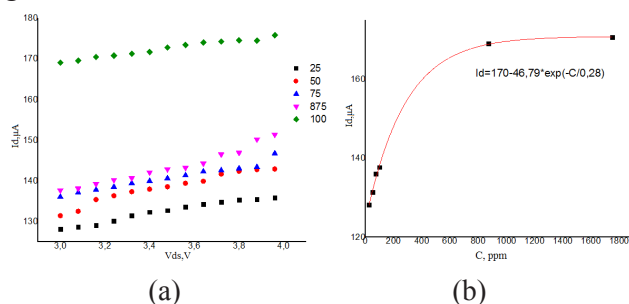 180
170
160
150
140
130
Id,μA
3,0 3,2 3,4 3,6 3,8 4,0
Vds,V
25
50
75
875
100
(a)
160
140
120
Id,μA
Id=170-46,79*exp(-C/0,28)
0 200 400 600 800 1000 1200 1400 1600 1800
C, ppm
(b)